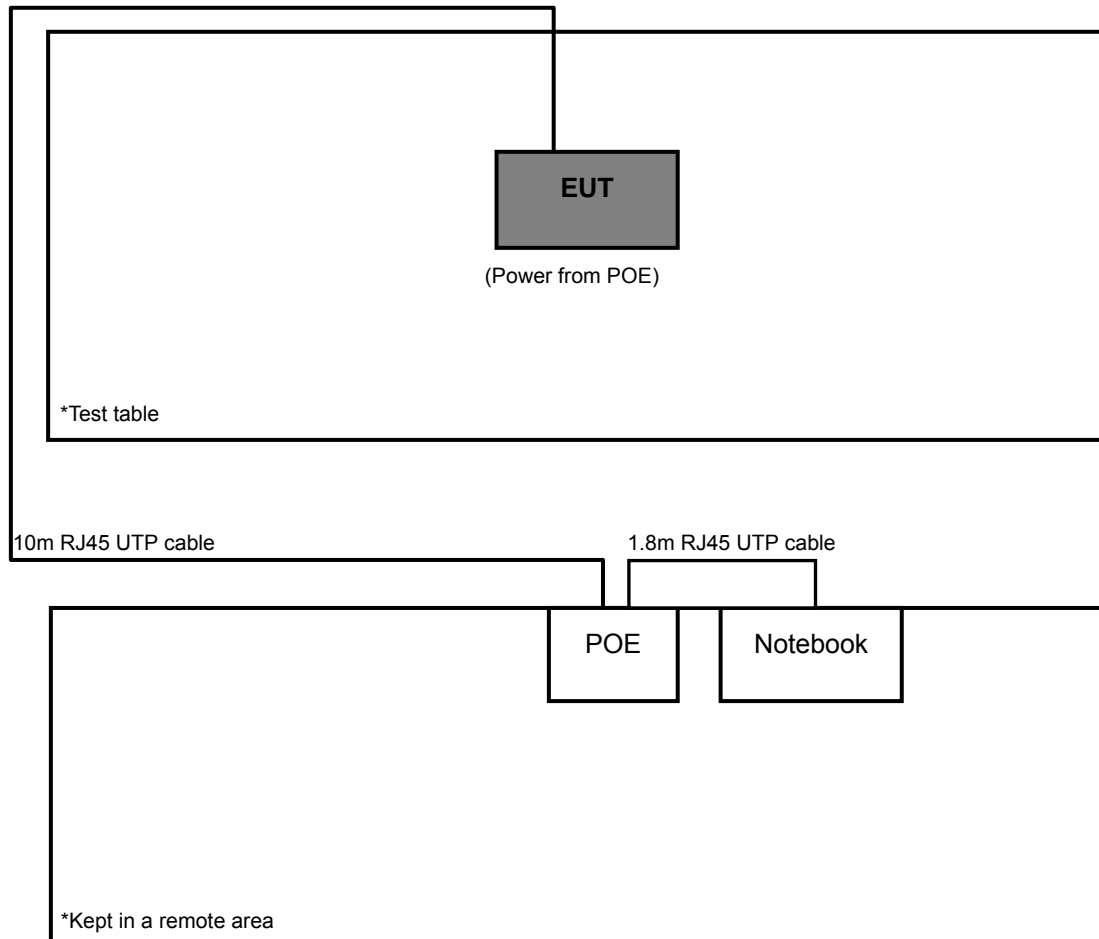 EUT
(Power from POE)
*Test table
10m RJ45 UTP cable
1.8m RJ45 UTP cable
POE
Notebook
*Kept in a remote area